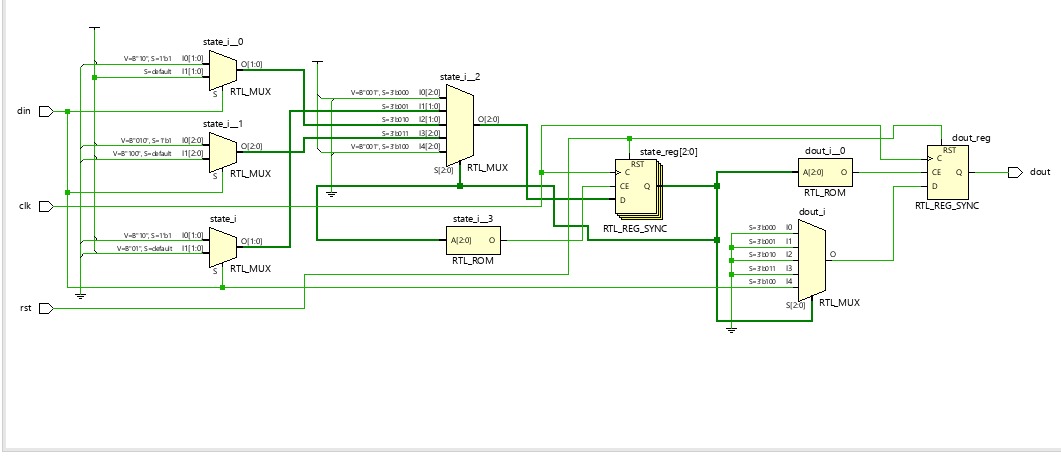 state_i__0
V=B"10", S=1'b1 I0[1:0]
S=default I1[1:0]
O[1:0]
S
RTL_MUX
din
state_i__1
V=B"010", S=1'b1 I0[2:0]
V=B"100", S=default I1[2:0]
O[2:0]
S
RTL_MUX
clk
state_i
V=B"10", S=1'b1 I0[1:0]
V=B"01", S=default I1[1:0]
O[1:0]
S
RTL_MUX
rst
state_i__2
V=B"001", S=3'b000 I0[2:0]
S=3'b001 I1[1:0]
S=3'b010 I2[1:0]
S=3'b011 I3[2:0]
V=B"001", S=3'b100 I4[2:0]
O[2:0]
S[2:0]
RTL_MUX
state_i__3
A[2:0] O
RTL_ROM
state_reg[2:0]
RST
C
CE Q
D
RTL_REG_SYNC
dout_i__0
A[2:0] O
RTL_ROM
dout_i
S=3'b000 I0
S=3'b001 I1
S=3'b010 I2
S=3'b011 I3
S=3'b100 I4
O
S[2:0]
RTL_MUX
dout_reg
RST
C
CE Q
D
RTL_REG_SYNC
dout